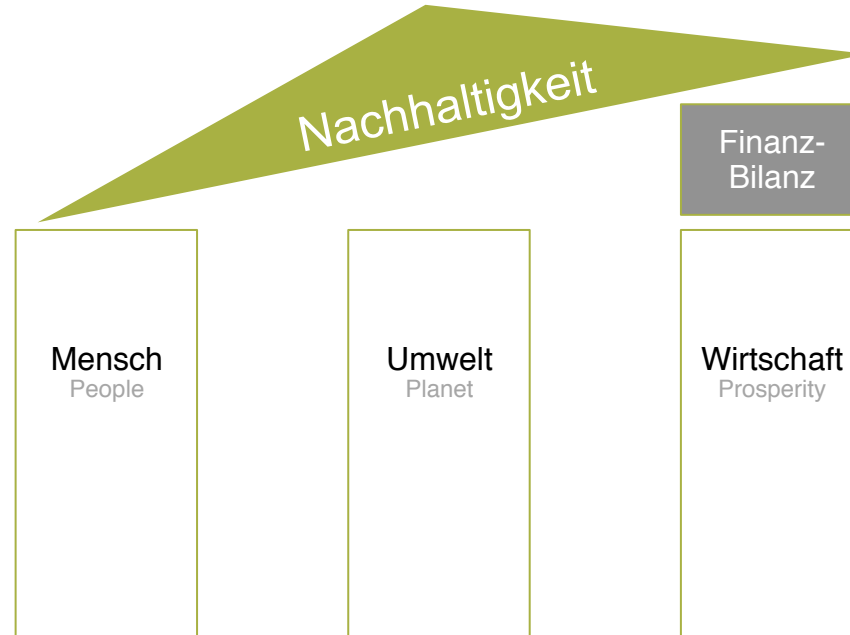 Nachhaltigkeit
Finanz-
Bilanz
Mensch
People
Umwelt
Planet
Wirtschaft
Prosperity